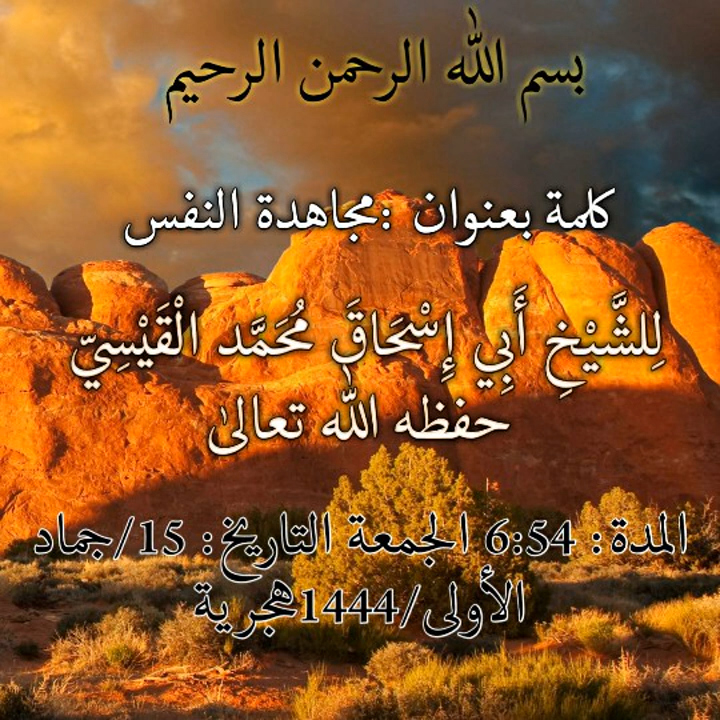 بسم الله الرحمن الرحيم
كلمة بعنوان :مجاهدة النفس
لِلشَّيْخِ أَبِي إِسْحَاقَ مُحَمَّد الْقَيْسِيّ
حفظه الله تعالى
المدة: 6:54 الجمعة التاريخ: 15/جماد
الأولى/1444هجرية